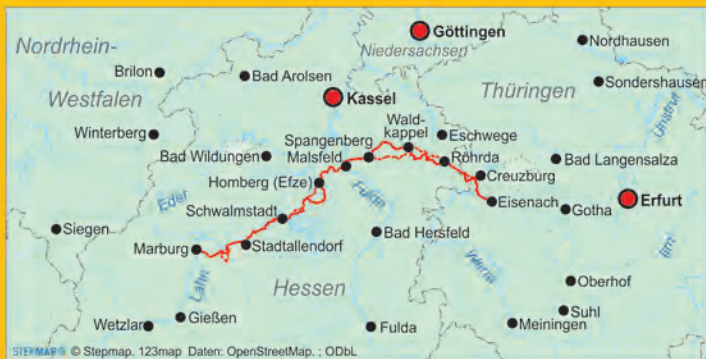 Göttingen
Nordrhein-
Niedersachsen
Nordhausen
Brilon
Bad Arolsen
Thüringen
Sondershausen
Westfalen
Kassel
Unstrut
Winterberg
Wald-
kappel
Eschwege
Spangenberg
Bad Wildungen
Malsfeld
Röhrda
Bad Langensalza
Homberg (Efze)
Creuzburg
Eder
Fulda
Eisenach
Erfurt
Schwalmstadt
Gotha
Siegen
Bad Hersfeld
Marburg
Stadtallendorf
Werra
Ilm
Lahn
Hessen
Oberhof
Wetzlar
Gießen
Fulda
Meiningen
Suhl
STEPMAP © Stepmap. 123map Daten: OpenStreetMap. ; ODbL